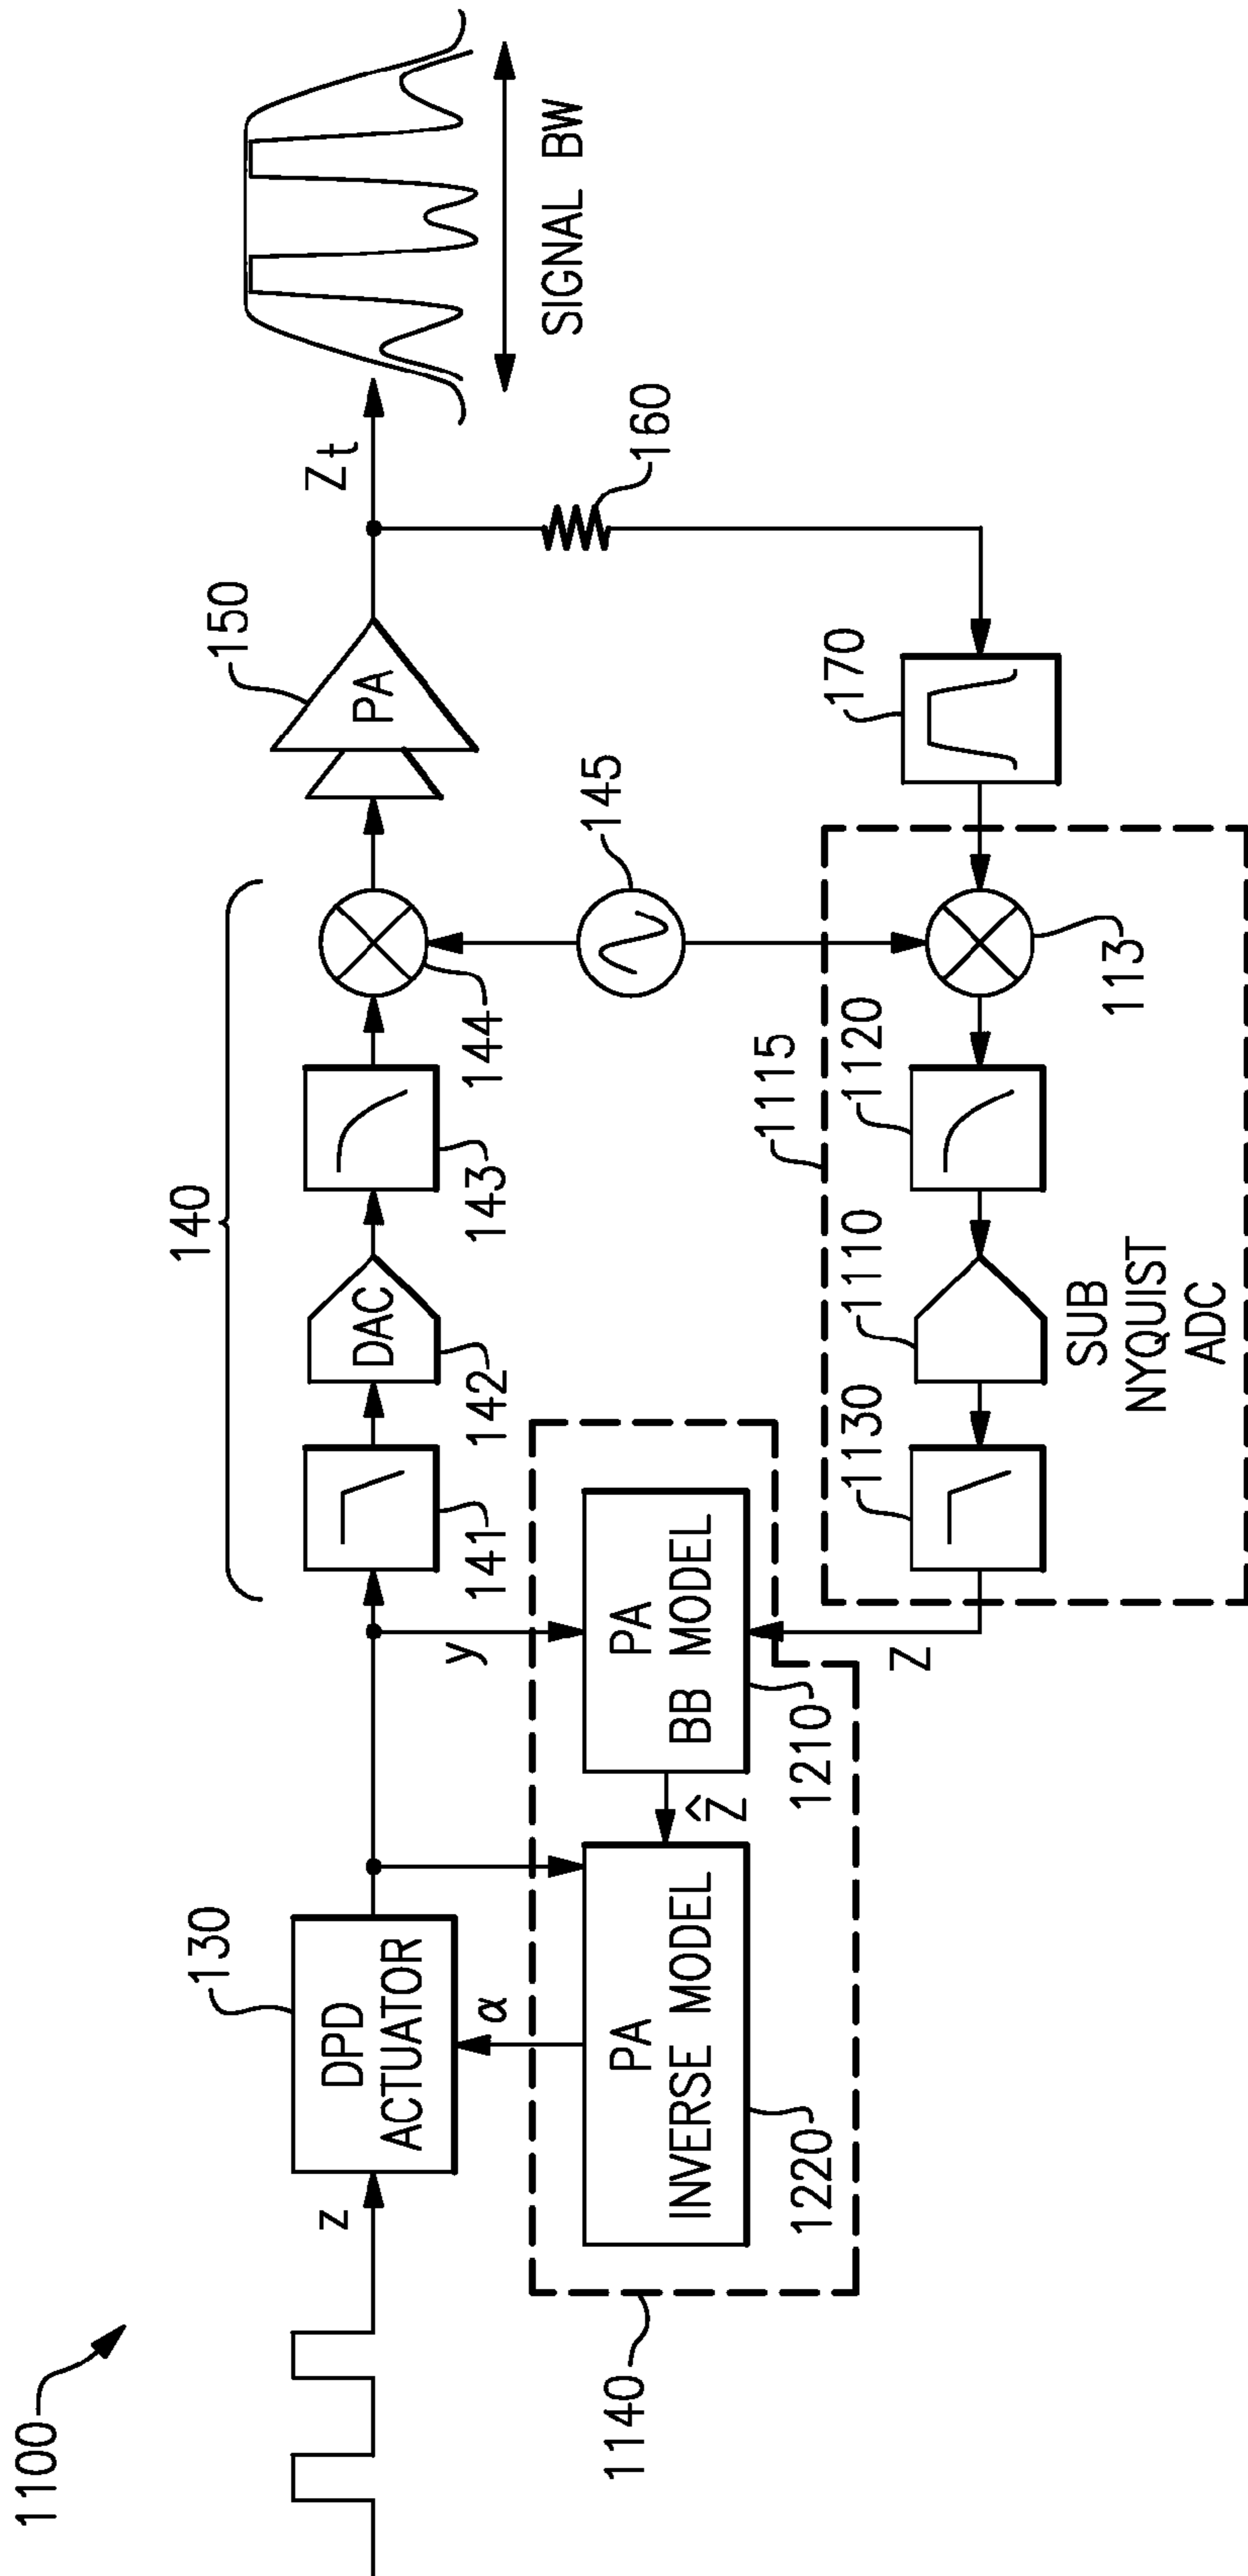 1100
140
150
Zt
SIGNAL BW
130
z
DPD
ACTUATOR
141
DAC
142
143
144
PA
145
160
y
α
PA
INVERSE MODEL
Ẑ
PA
BB MODEL
1140
1220
1210
Z
1115
1130
1110
1120
113
170
SUB
NYQUIST
ADC